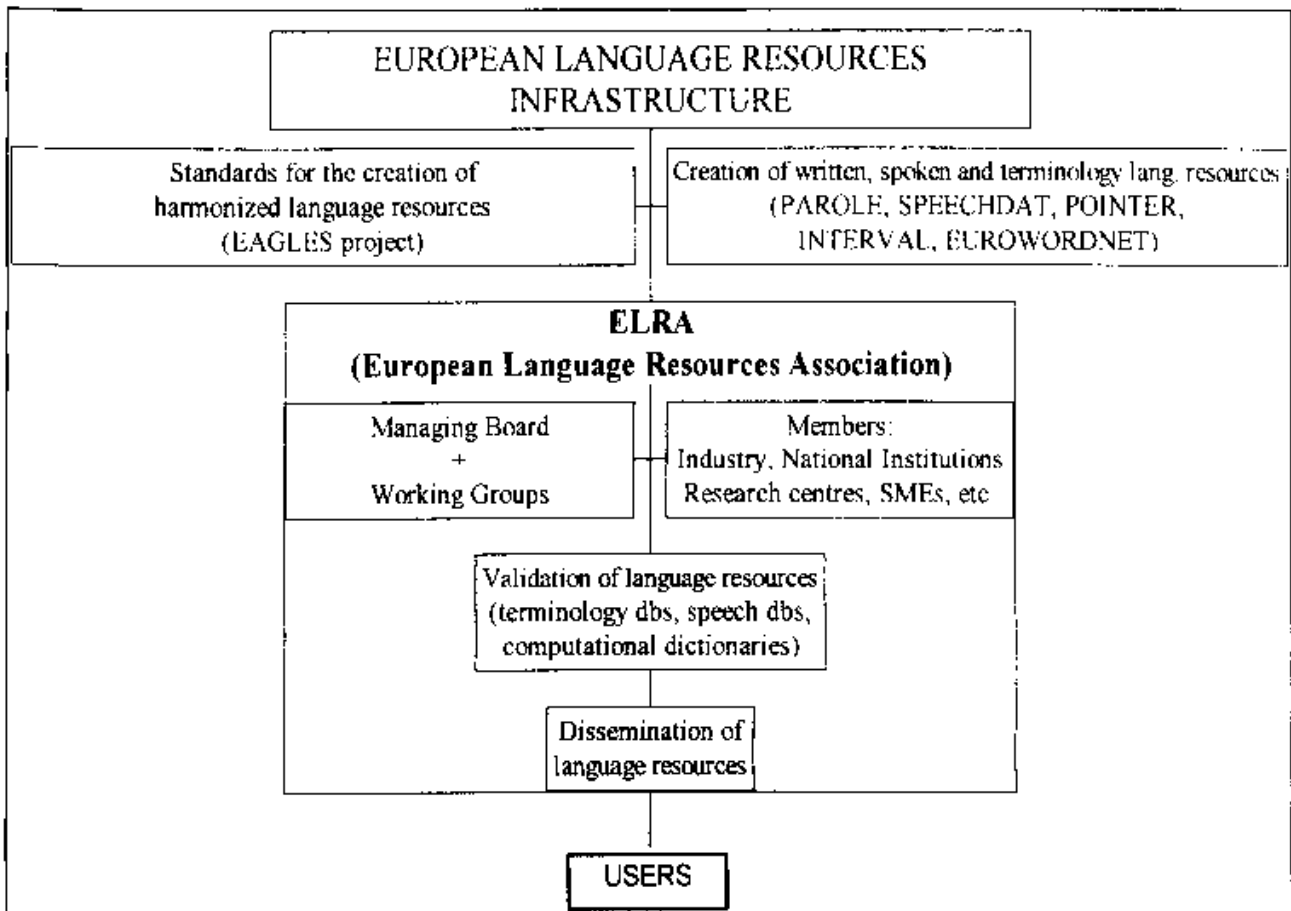 EUROPEAN LANGUAGE RESOURCES
INFRASTRUCTURE
Standards for the creation of
harmonized language resources
(EAGLES project)
Creation of written, spoken and terminology lang. resources
(PAROLE, SPEECHDAT, POINTER,
INTERVAL, EUROWORDNET)
ELRA
(European Language Resources Association)
Managing Board
+
Working Groups
Members:
Industry, National Institutions
Research centres, SMEs, etc
Validation of language resources
(terminology dbs, speech dbs,
computational dictionaries)
Dissemination of
language resources
USERS